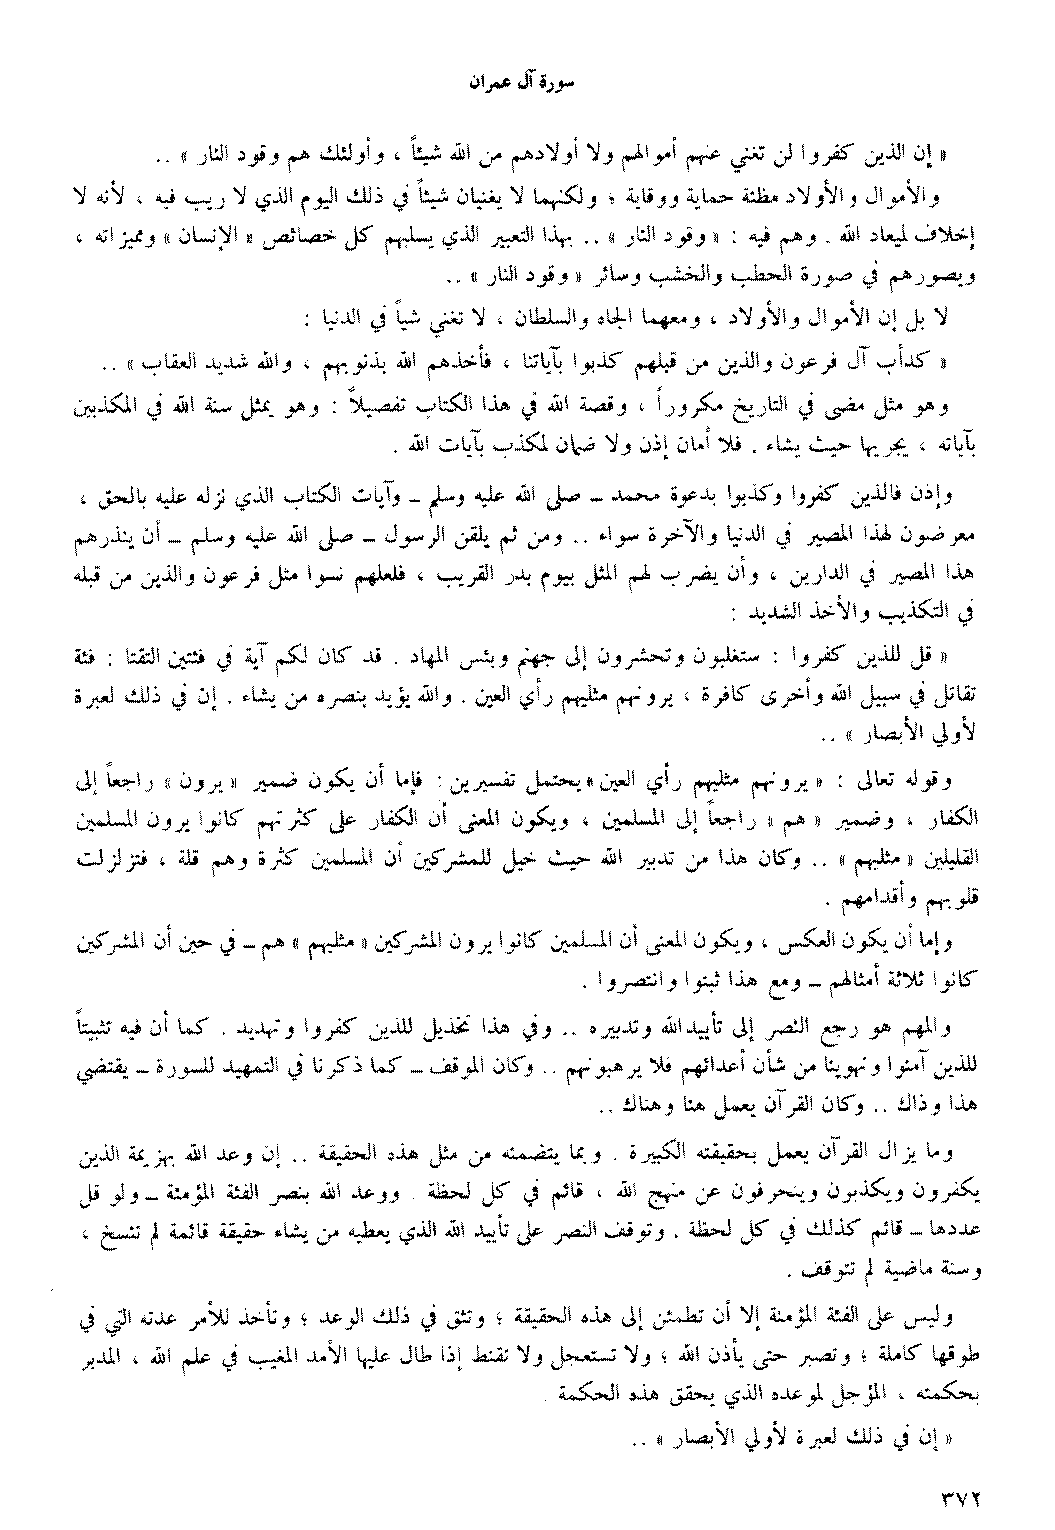 سورة آل عمران
« إن الذين كفروا لن تغني عنهم أموالهم ولا أولادهم من الله شيئاً ، وأولئك هم وقود النار » ..
والأموال والأولاد مظنة حماية ووقاية ؛ ولكنهما لا يغنيان شيئاً في ذلك اليوم الذي لا ريب فيه ، لأنه لا
إخلاف لميعاد الله . وهم فيه : « وقود النار » .. بهذا التعبير الذي يسلبهم كل خصائص « الإنسان » ومميزاته ،
ويصورهم في صورة الحطب والخشب وسائر « وقود النار » ..
لا بل إن الأموال والأولاد ، ومعهما الجاه والسلطان ، لا تغني شيأ في الدنيا :
« كدأب آل فرعون والذين من قبلهم كذبوا بآياتنا ، فأخذهم الله بذنوبهم ، والله شديد العقاب » ..
وهو مثل مضى في التاريخ مكروراً ، وقصة الله في هذا الكتاب تفصيلاً : وهو يمثل سنة الله في المكذبين
بآياته ، يجريها حيث يشاء . فلا أمان إذن ولا ضمان لمكذب بآيات الله .
وإذن فالذين كفروا وكذبوا بدعوة محمد – صلى الله عليه وسلم – وآيات الكتاب الذي نزله عليه بالحق ،
معرضون لهذا المصير في الدنيا والآخرة سواء .. ومن ثم يلقن الرسول – صلى الله عليه وسلم – أن ينذرهم
هذا المصير في الدارين ، وأن يضرب لهم المثل بيوم بدر القريب ، فلعلهم نسوا مثل فرعون والذين من قبله
في التكذيب والأخذ الشديد :
« قل للذين كفروا : ستغلبون وتحشرون إلى جهنم وبئس المهاد . قد كان لكم آية في فئتين التقتا : فئة
تقاتل في سبيل الله وأخرى كافرة ، يرونهم مثليهم رأي العين . والله يؤيد بنصره من يشاء . إن في ذلك لعبرة
لأولي الأبصار » ..
وقوله تعالى : « يرونهم مثليهم رأي العين » يحتمل تفسيرين : فإما أن يكون ضمير « يرون » راجعاً إلى
الكفار ، وضمير « هم » راجعاً إلى المسلمين ، ويكون المعنى أن الكفار على كثرتهم كانوا يرون المسلمين
القليلين « مثليهم » .. وكان هذا من تدبير الله حيث خيل للمشركين أن المسلمين كثرة وهم قلة ، فتزلزلت
قلوبهم وأقدامهم .
وإما أن يكون العكس ، ويكون المعنى أن المسلمين كانوا يرون المشركين « مثليهم » هم – في حين أن المشركين
كانوا ثلاثة أمثالهم – ومع هذا ثبتوا وانتصروا .
والمهم هو رجع النصر إلى تأييد الله وتدبيره .. وفي هذا تخذيل للذين كفروا وتهديد . كما أن فيه تثبيتاً
للذين آمنوا وتهويناً من شأن أعدائهم فلا يرهبونهم .. وكان الموقف – كما ذكرنا في التمهيد للسورة – يقتضي
هذا وذاك .. وكان القرآن يعمل هنا وهناك ..
وما يزال القرآن يعمل بحقيقته الكبيرة . وبما يتضمنه من مثل هذه الحقيقة .. إن وعد الله بهزيمة الذين
يكفرون ويكذبون وينحرفون عن منهج الله ، قائم في كل لحظة . ووعد الله بنصر الفئة المؤمنة – ولو قل
عددها – قائم كذلك في كل لحظة . وتوقف النصر على تأييد الله الذي يعطيه من يشاء حقيقة قائمة لم تنسخ ،
وسنة ماضية لم تتوقف .
وليس على الفئة المؤمنة إلا أن تطمئن إلى هذه الحقيقة ؛ وتثق في ذلك الوعد ؛ وتأخذ للأمر عدته التي في
طوقها كاملة ؛ وتصبر حتى يأذن الله ؛ ولا تستعجل ولا تقنط إذا طال عليها الأمد المغيب في علم الله ، المدبر
بحكمته ، المؤجل لموعده الذي يحقق هذه الحكمة .
« إن في ذلك لعبرة لأولي الأبصار » ..
٣٧٢